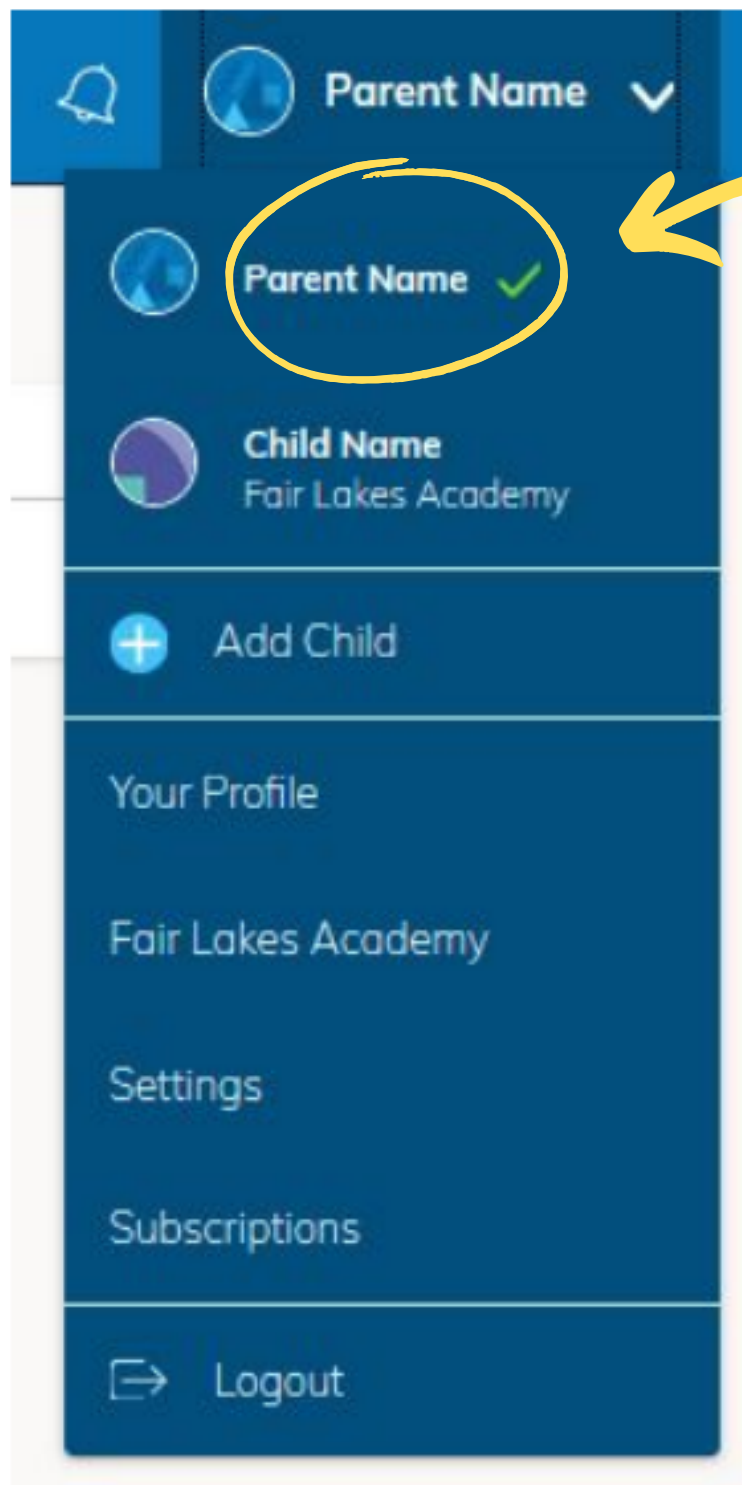 Parent Name
Parent Name
Child Name
Fair Lakes Academy
Add Child
Your Profile
Fair Lakes Academy
Settings
Subscriptions
Logout